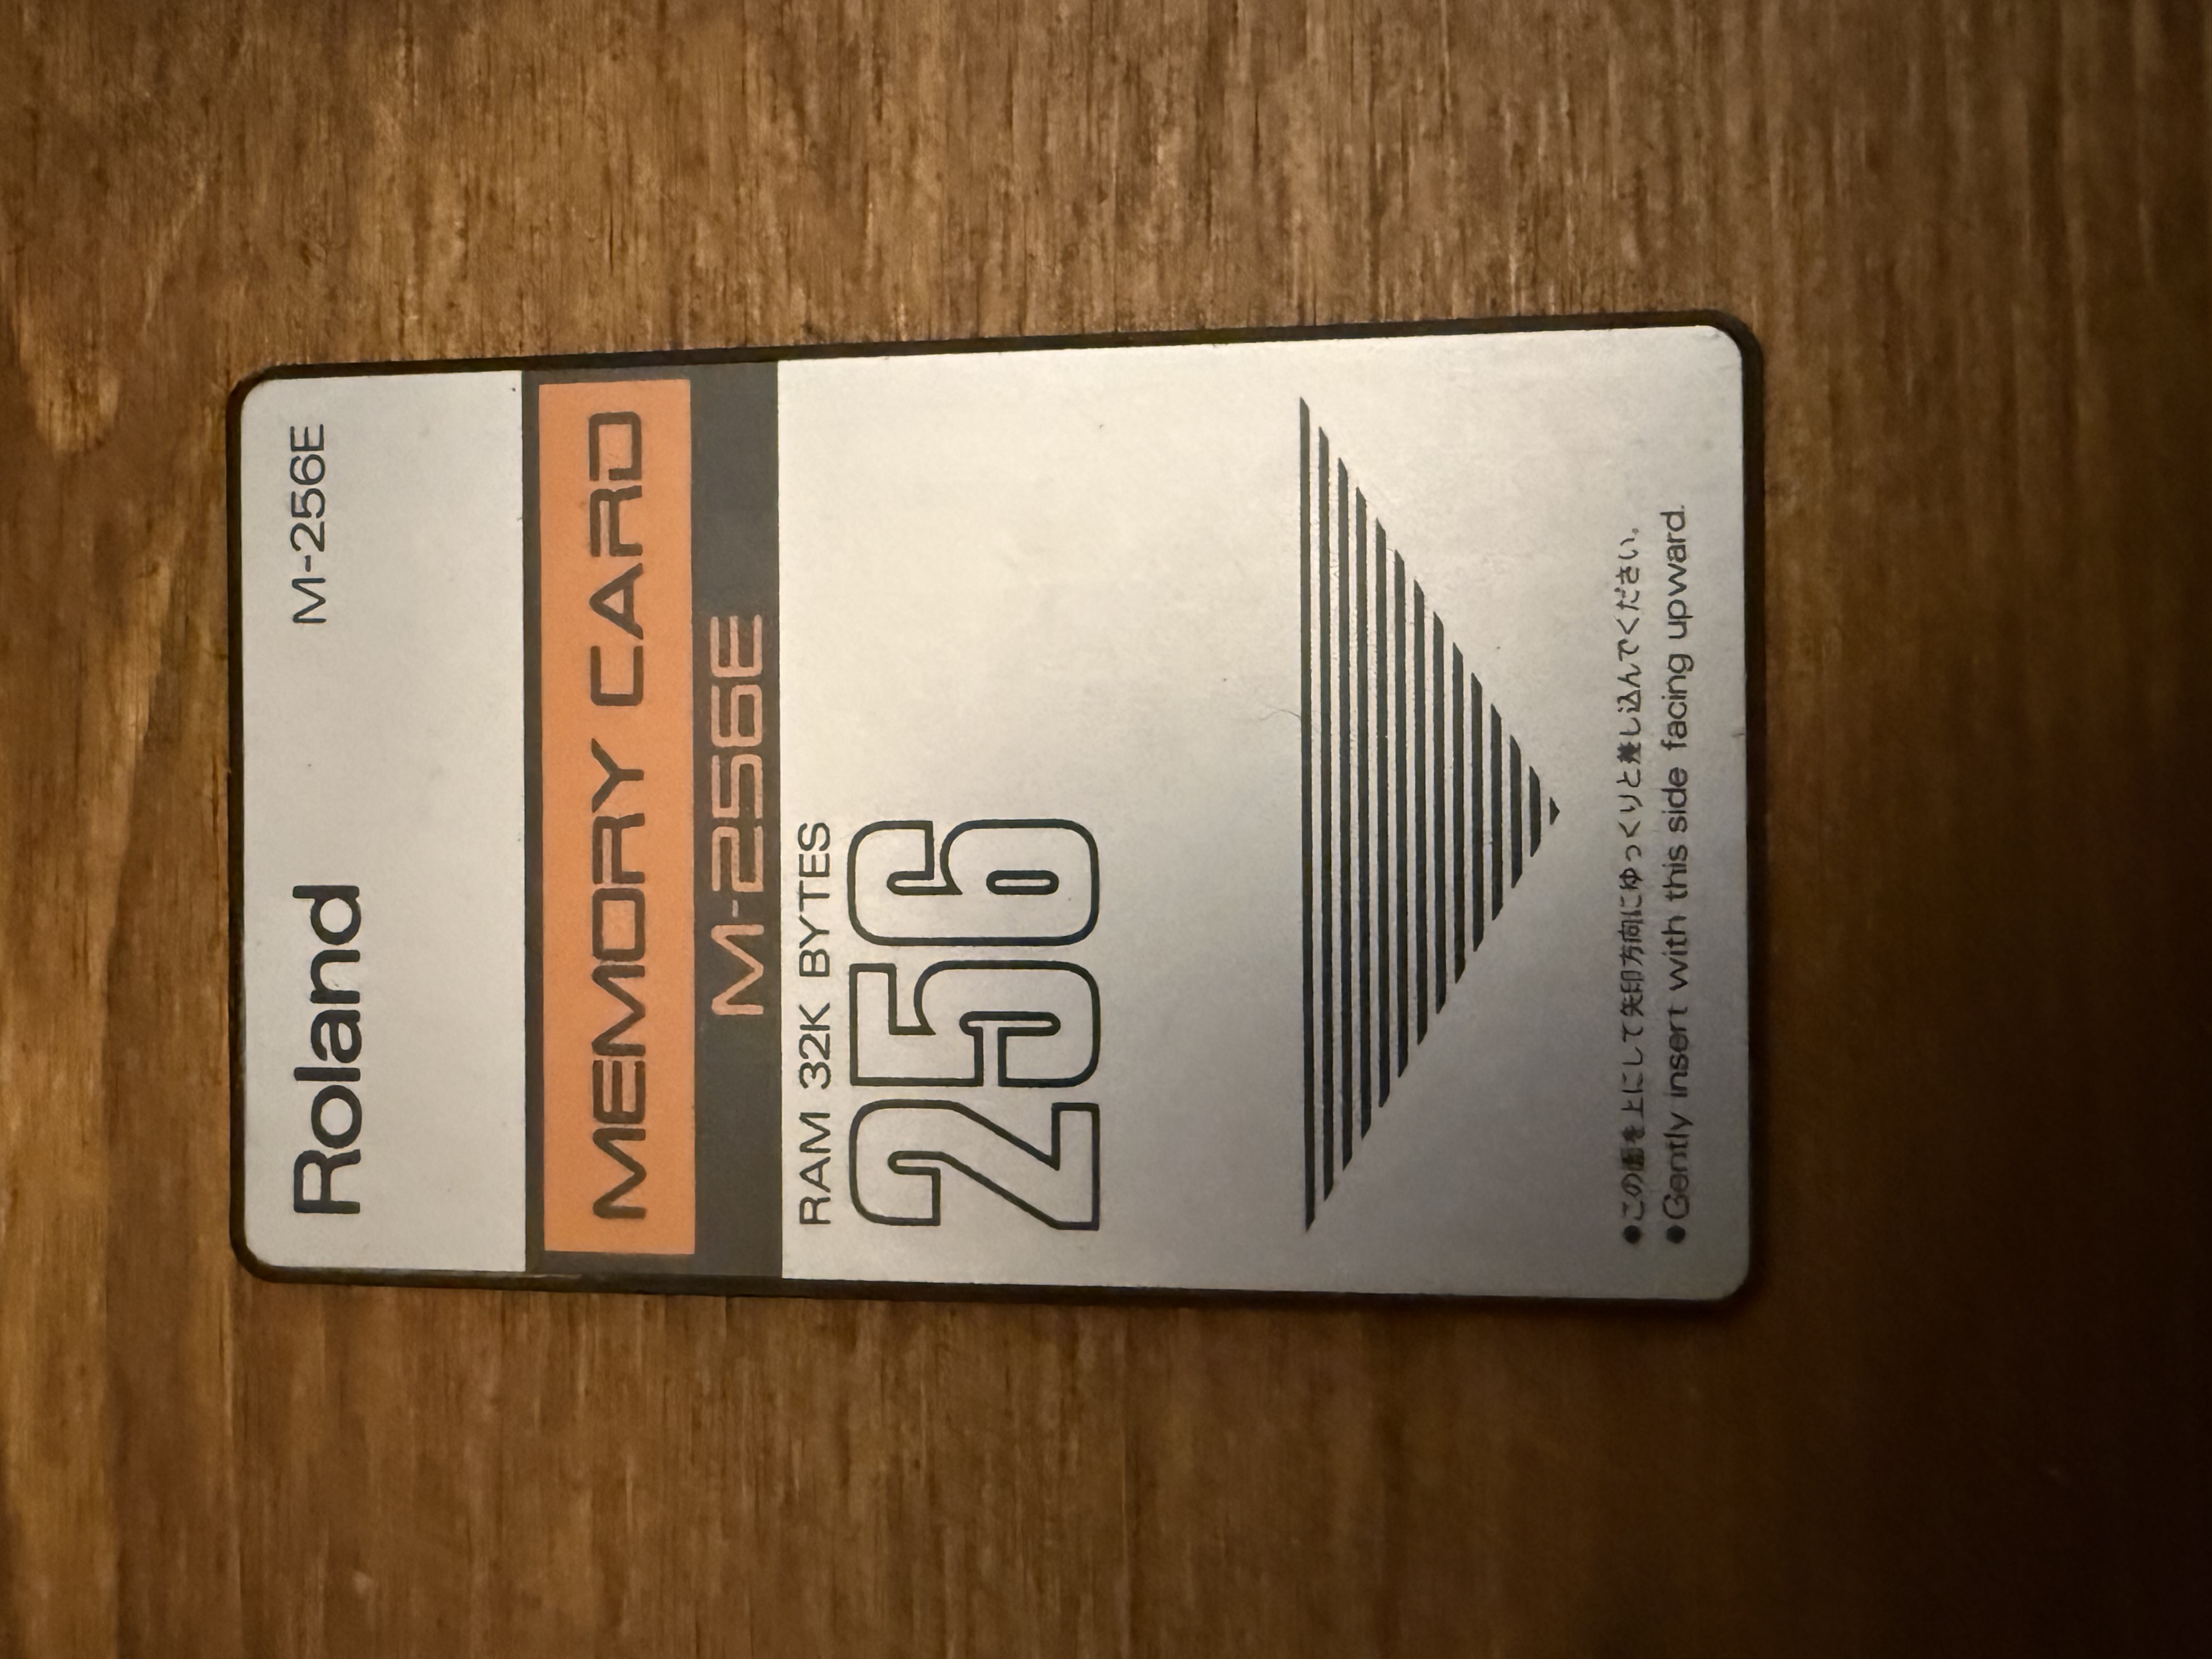 Roland M-256E
MEMORY CARD
M-256E
RAM 32K BYTES
256
●この面を上にして矢印方向にゆっくりと差し込んでください。
●Gently insert with this side facing upward.